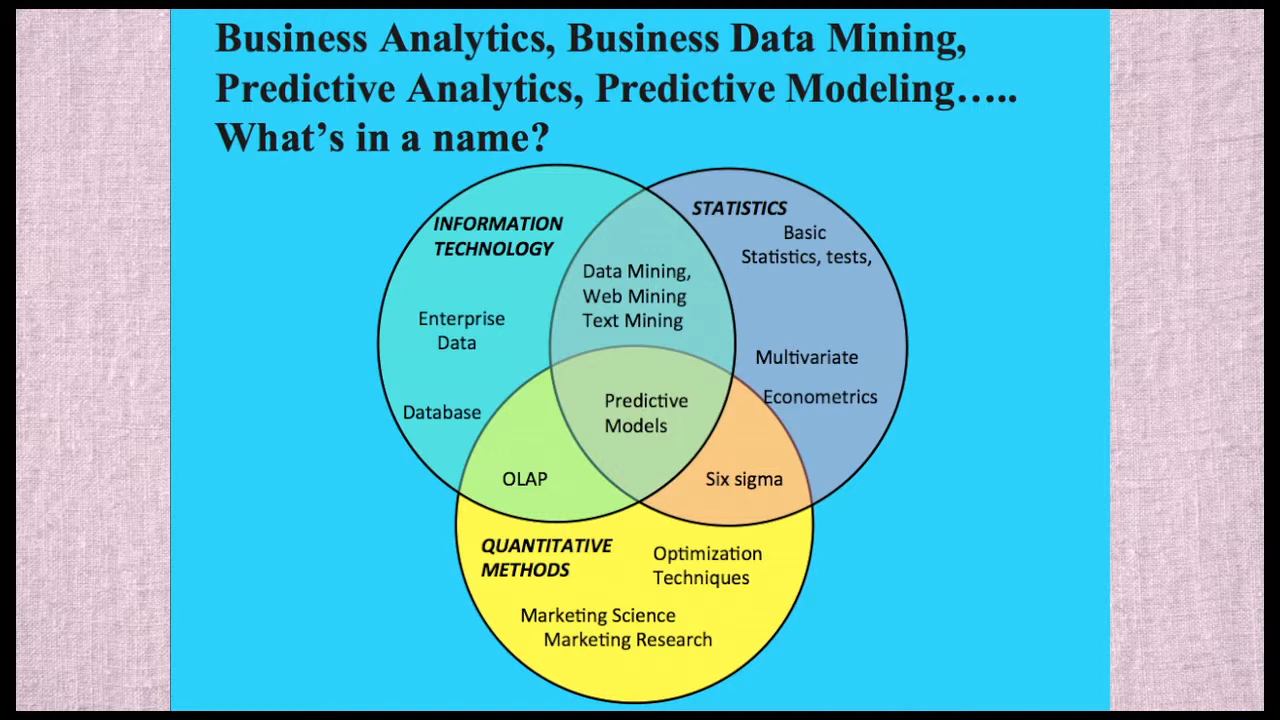 Business Analytics, Business Data Mining,
Predictive Analytics, Predictive Modeling.....
What's in a name?
INFORMATION
TECHNOLOGY
Enterprise
Data
Database
Data Mining,
Web Mining
Text Mining
STATISTICS
Basic
Statistics, tests,
Multivariate
Econometrics
Predictive
Models
OLAP
Six sigma
QUANTITATIVE
METHODS
Optimization
Techniques
Marketing Science
Marketing Research